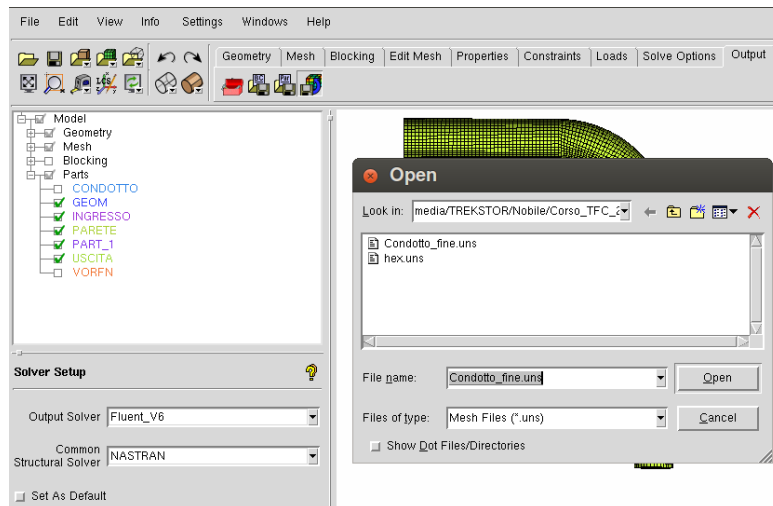 File Edit View Info Settings Windows Help
Geometry Mesh Blocking Edit Mesh Properties Constraints Loads Solve Options Output
Model
Geometry
Mesh
Blocking
Parts
CONDOTTO
GEOM
INGRESSO
PARETE
PART_1
USCITA
VORFN
Solver Setup
Output Solver Fluent_V6
Common
Structural Solver NASTRAN
Set As Default
Open
Look in: media/TREKSTOR/Nobile/Corso_TFC_
Condotto_fine.uns
hex.uns
File name: Condotto_fine.uns Open
Files of type: Mesh Files (*.uns) Cancel
Show Dot Files/Directories